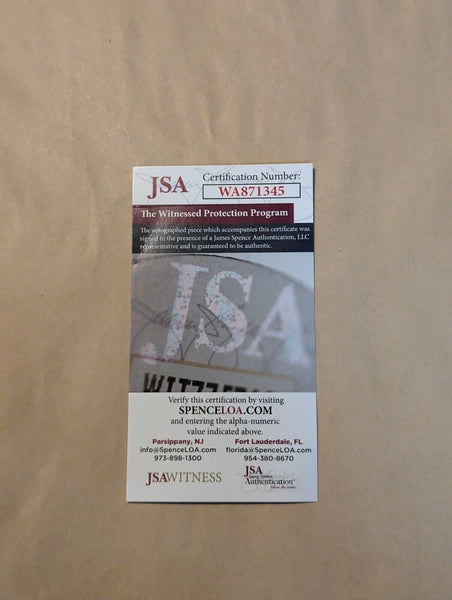 JSA
Certification Number:
WA871345
The Witnessed Protection Program
The autographed piece which accompanies this certificate was
signed in the presence of a James Spence Authentication, LLC
representative and is guaranteed to be authentic.
JSA
Verify this certification by visiting
SPENCELOA.COM
and entering the alpha-numeric
value indicated above.
Parsippany, NJ
info@SpenceLOA.com
973-898-1300
Fort Lauderdale, FL
florida@SpenceLOA.com
954-380-8670
JSAWITNESS
JSA
Authentication™